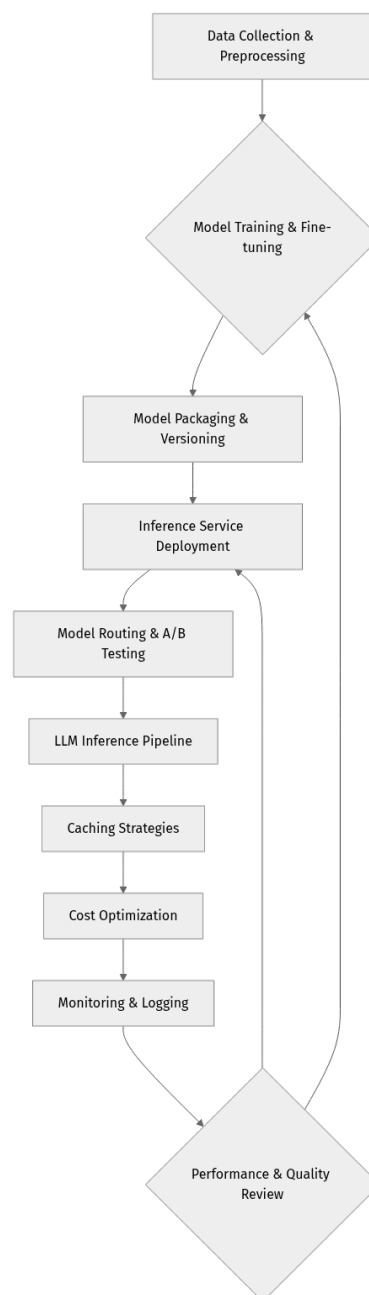 Data Collection &
Preprocessing
Model Training & Fine-
tuning
Model Packaging &
Versioning
Inference Service
Deployment
Model Routing & A/B
Testing
LLM Inference Pipeline
Caching Strategies
Cost Optimization
Monitoring & Logging
Performance & Quality
Review